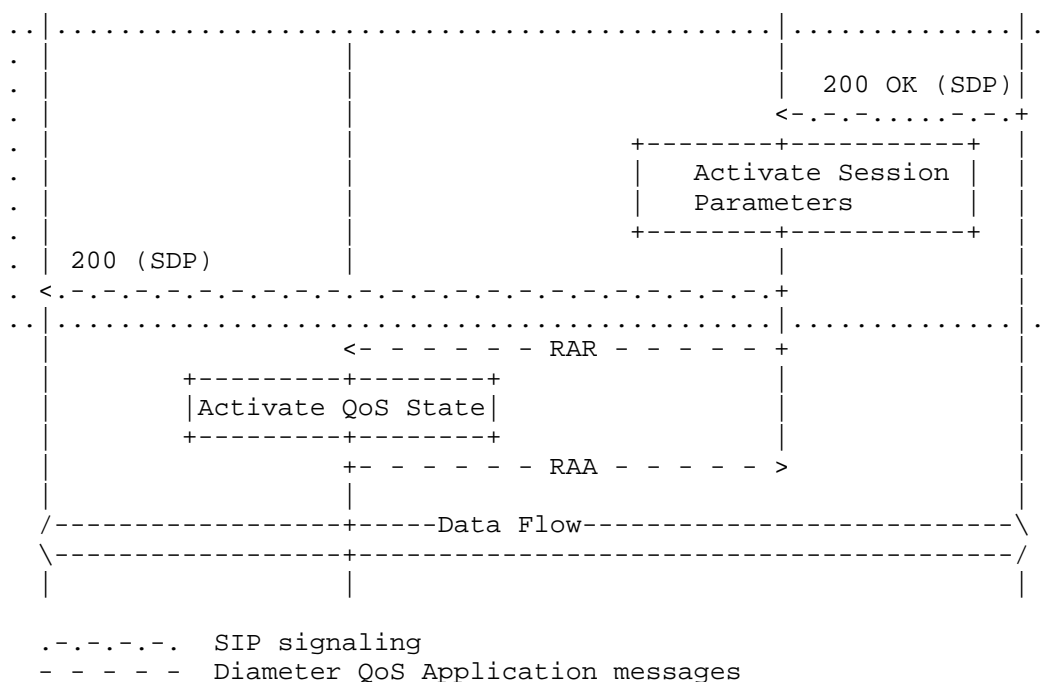 200 OK (SDP)
Activate Session
Parameters
200 (SDP)
RAR
Activate QoS State
RAA
Data Flow
.-.-.-.-. SIP signaling
- - - - - Diameter QoS Application messages